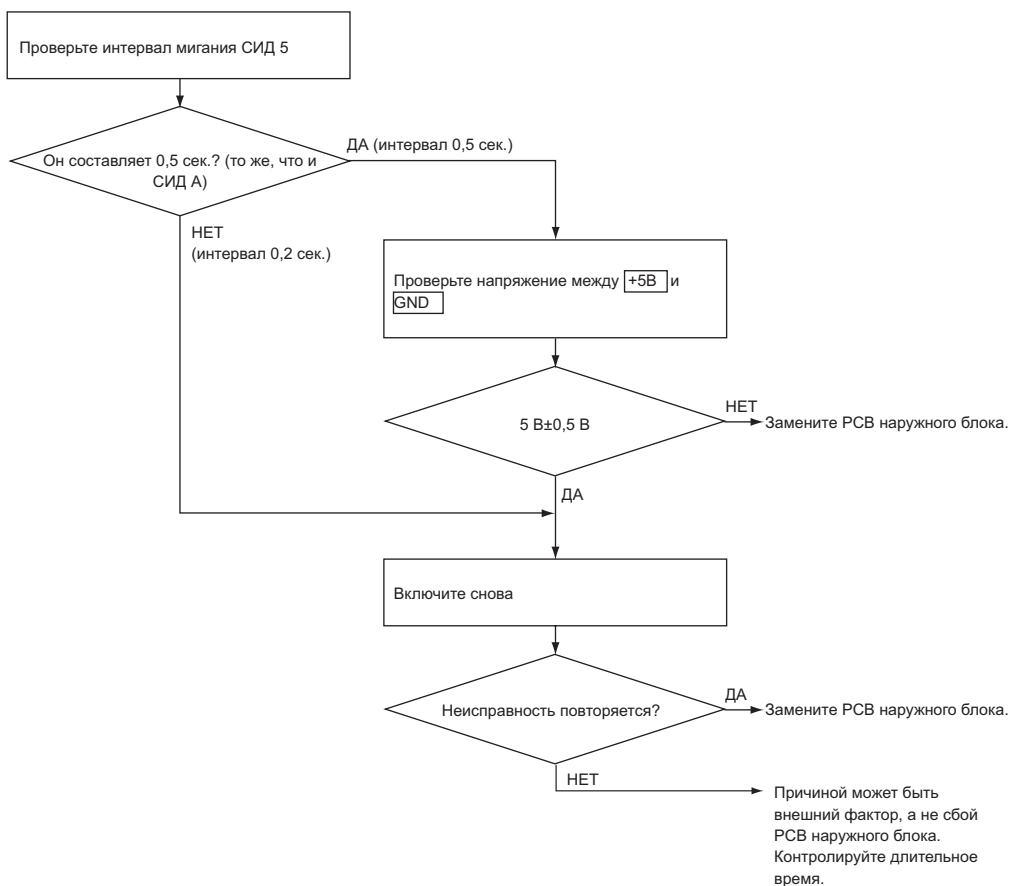 Проверьте интервал мигания СИД 5
Он составляет 0,5 сек.? (то же, что и
СИД А)
ДА (интервал 0,5 сек.)
НЕТ
(интервал 0,2 сек.)
Проверьте напряжение между +5В и
GND
5 В±0,5 В
НЕТ
Замените PCB наружного блока.
ДА
Включите снова
Неисправность повторяется?
ДА
Замените PCB наружного блока.
НЕТ
Причиной может быть
внешний фактор, а не сбой
PCB наружного блока.
Контролируйте длительное
время.